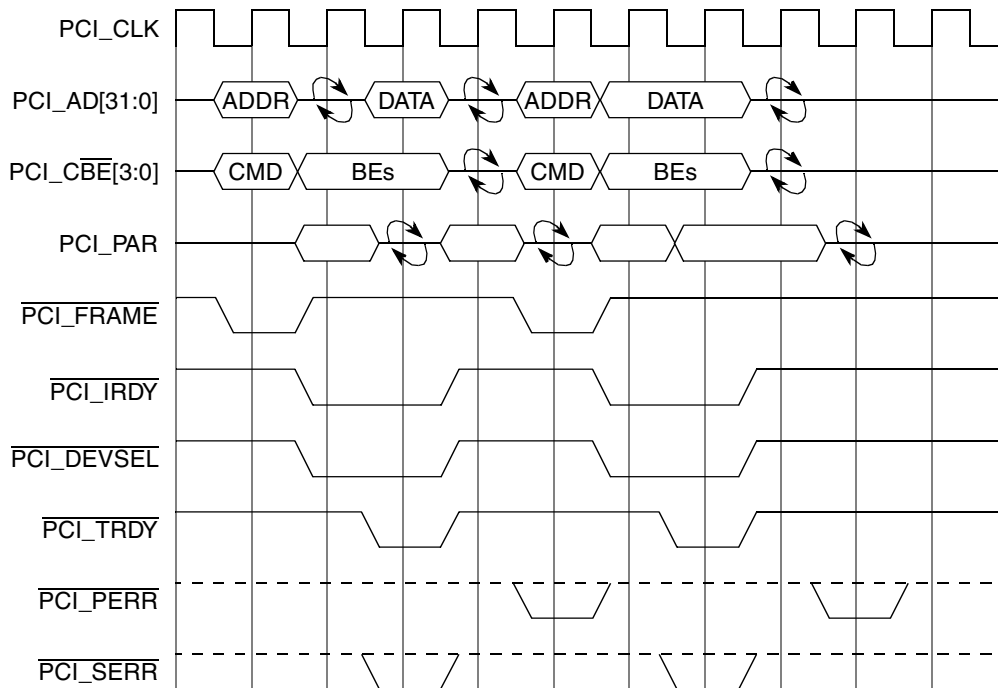 PCI_CLK
PCI_AD[31:0] ADDR DATA ADDR DATA
PCI_CBE[3:0] CMD BEs CMD BEs
PCI_PAR
PCI_FRAME
PCI_IRDY
PCI_DEVSEL
PCI_TRDY
PCI_PERR
PCI_SERR